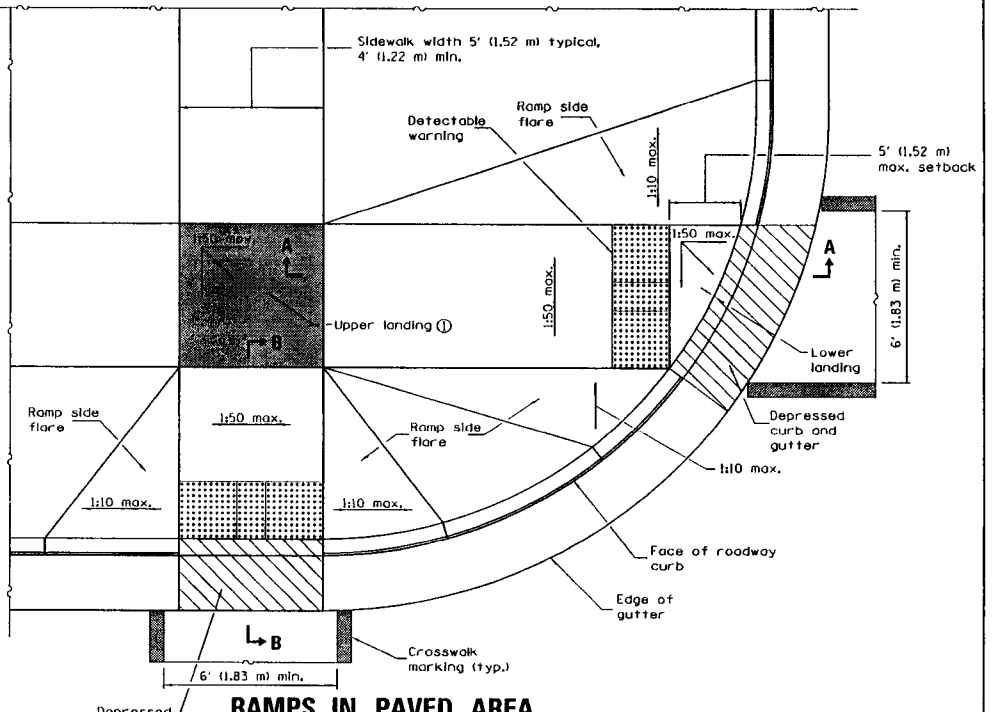 Sidewalk width 5' (1.52 m) typical,
4' (1.22 m) min.
Detectable
warning
Ramp side
flare
1:10 max.
5' (1.52 m)
max. setback
1:50 max.
A
1:50 max.
A
1:50 max.
6' (1.83 m) min.
Upper landing ①
B
Lower
landing
Ramp side
flare
1:50 max.
Ramp side
flare
Depressed
curb and
gutter
1:10 max.
1:10 max.
1:10 max.
Face of roadway
curb
Edge of
gutter
B
Crosswalk
marking (typ.)
6' (1.83 m) min.
Depressed
RAMPS IN PAVED AREA